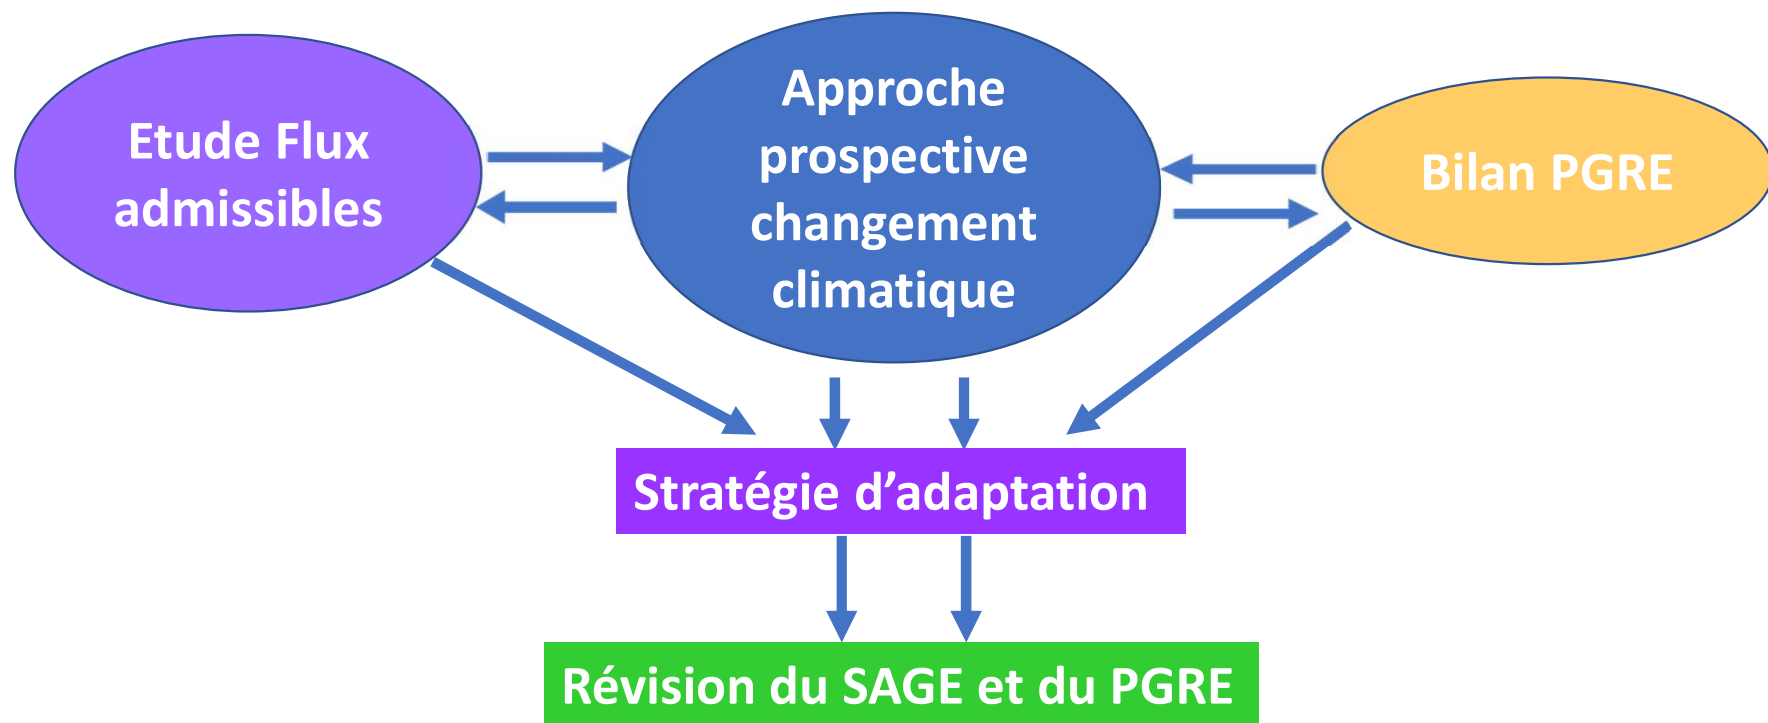 Etude Flux
admissibles
Approche
prospective
changement
climatique
Bilan PGRE
Stratégie d’adaptation
Révision du SAGE et du PGRE